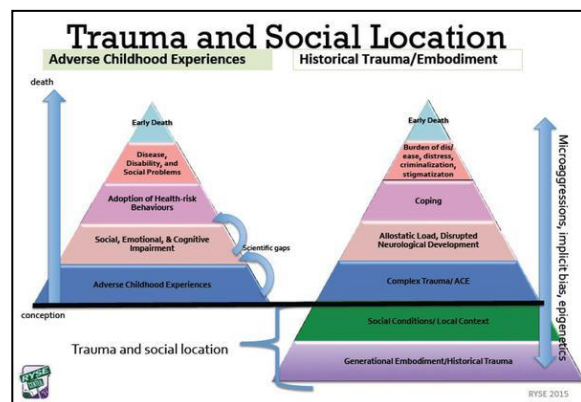 Trauma and Social Location
Adverse Childhood Experiences
Historical Trauma/Embodiment
death
Early Death
Disease,
Disability, and
Social Problems
Adoption of Health-risk
Behaviours
Social, Emotional, & Cognitive
Impairment
Scientific gaps
Adverse Childhood Experiences
conception
Early Death
Burden of dis/
ease, distress,
criminalization,
stigmatizaton
Coping
Allostatic Load, Disrupted
Neurological Development
Complex Trauma/ ACE
Social Conditions/ Local Context
Generational Embodiment/Historical Trauma
Microaggressions, implicit bias, epigenetics
Trauma and social location
RYSE
CENTER
RYSE 2015